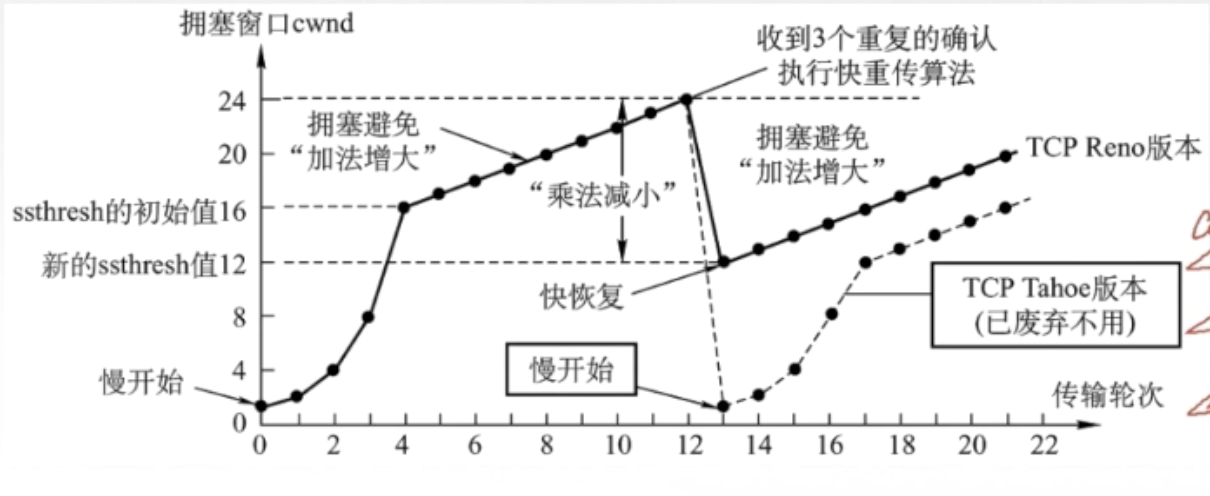 拥塞窗口cwnd
收到3个重复的确认
执行快重传算法
24
拥塞避免
“加法增大”
拥塞避免
“加法增大”
TCP Reno版本
20
“乘法减小”
ssthresh的初始值16
新的ssthresh值12
快恢复
TCP Tahoe版本
(已废弃不用)
8
慢开始
4
慢开始
传输轮次
0
0 2 4 6 8 10 12 14 16 18 20 22